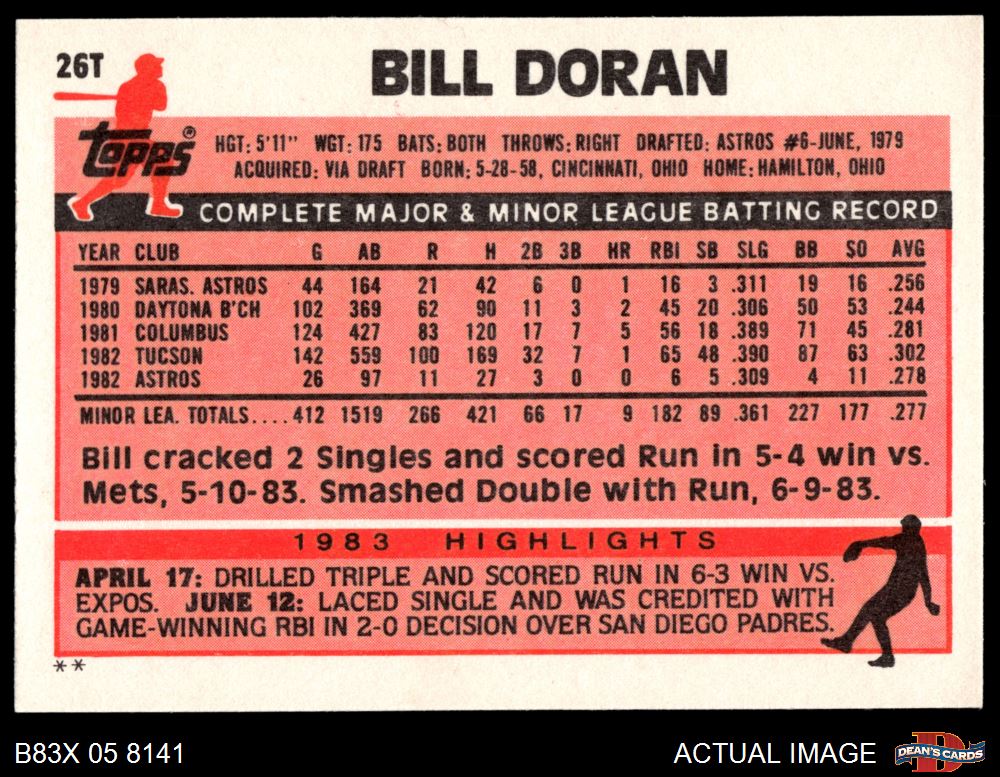 26T
BILL DORAN
topps®
HGT: 5'11" WGT: 175 BATS: BOTH THROWS: RIGHT DRAFTED: ASTROS #6-JUNE, 1979
ACQUIRED: VIA DRAFT BORN: 5-28-58, CINCINNATI, OHIO HOME: HAMILTON, OHIO
COMPLETE MAJOR & MINOR LEAGUE BATTING RECORD
YEAR CLUB G AB R H 2B 3B HR RBI SB SLG BB SO AVG
1979 SARAS. ASTROS 44 164 21 42 6 0 1 16 3 .311 19 16 .256
1980 DAYTONA B'CH 102 369 62 90 11 3 2 45 20 .306 50 53 .244
1981 COLUMBUS 124 427 83 120 17 7 5 56 18 .389 71 45 .281
1982 TUCSON 142 559 100 169 32 7 1 65 48 .390 87 63 .302
1982 ASTROS 26 97 11 27 3 0 0 6 5 .309 4 11 .278
MINOR LEA. TOTALS....412 1519 266 421 66 17 9 182 89 .361 227 177 .277
Bill cracked 2 Singles and scored Run in 5-4 win vs.
Mets, 5-10-83. Smashed Double with Run, 6-9-83.
1983 HIGHLIGHTS
APRIL 17: DRILLED TRIPLE AND SCORED RUN IN 6-3 WIN VS.
EXPOS. JUNE 12: LACED SINGLE AND WAS CREDITED WITH
GAME-WINNING RBI IN 2-0 DECISION OVER SAN DIEGO PADRES.
**
B83X 05 8141
ACTUAL IMAGE
D
DEAN'S CARDS